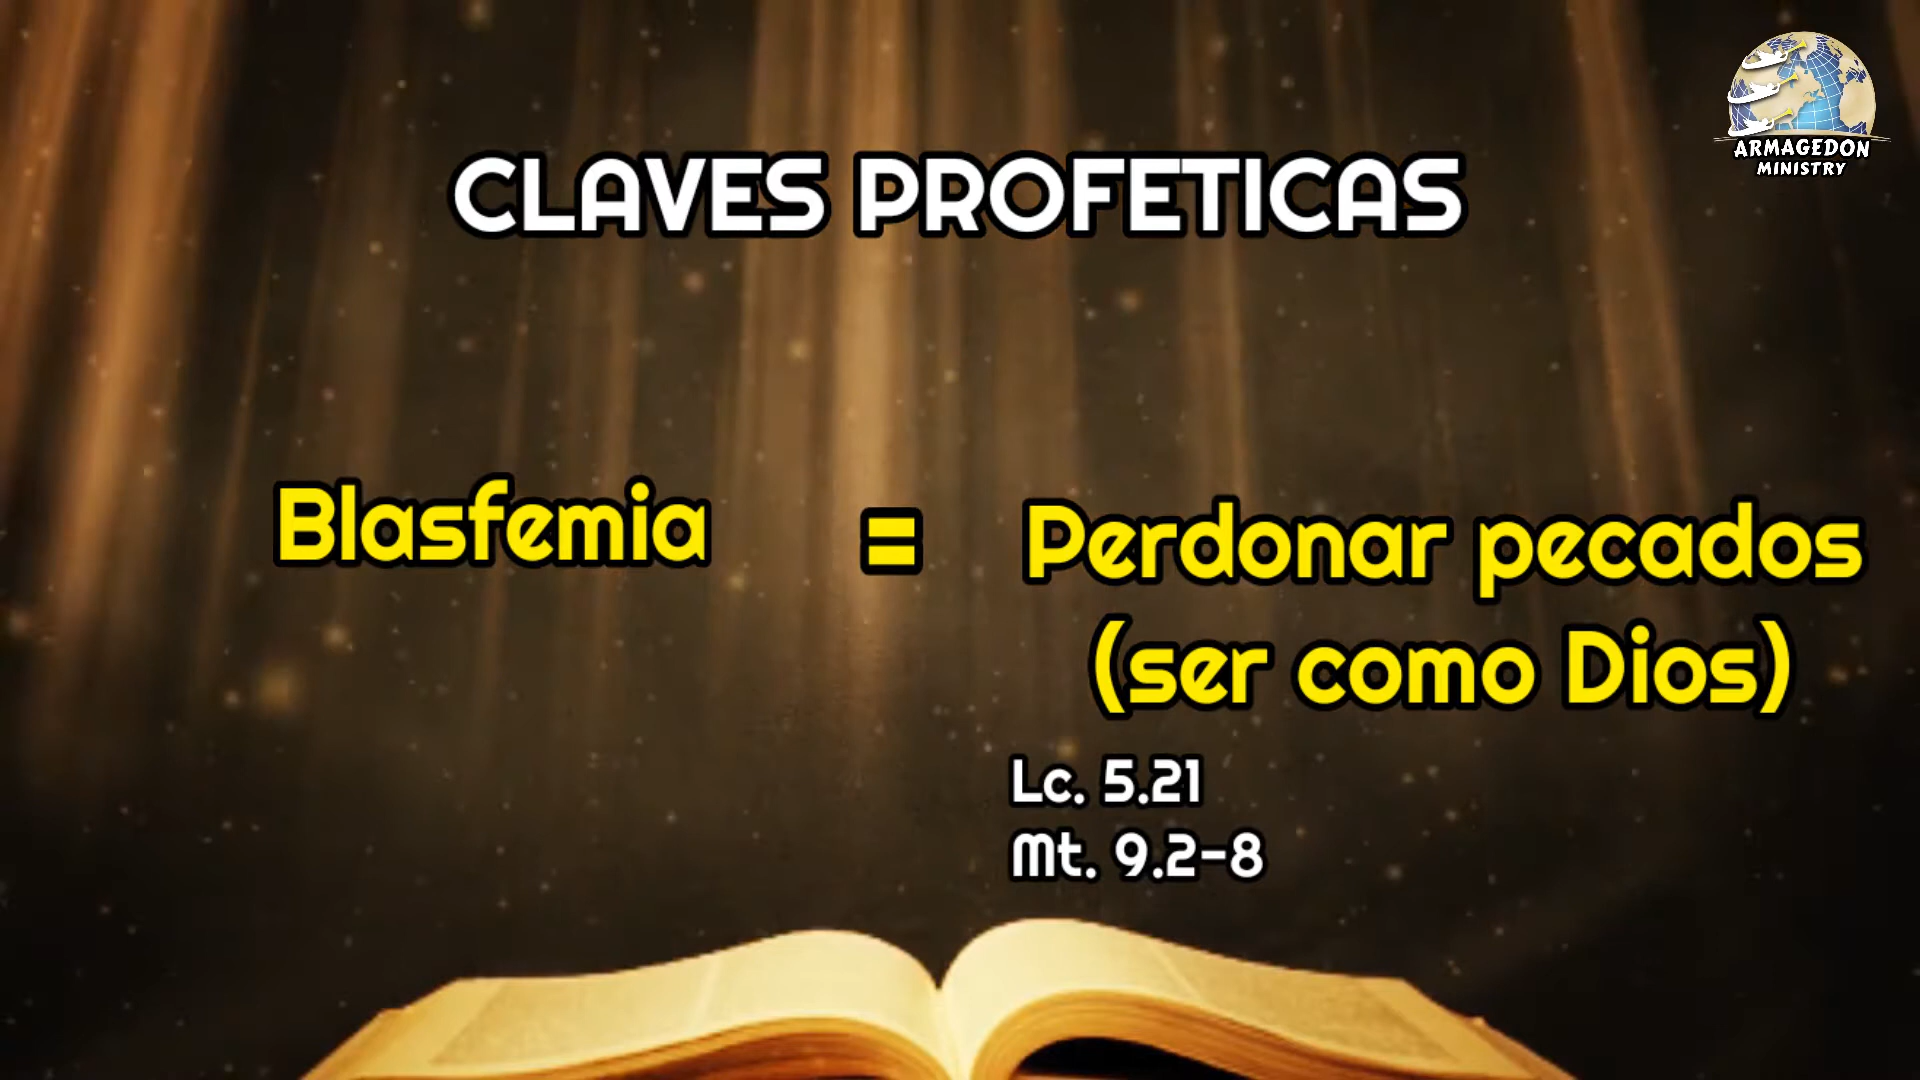 ARMAGEDON
MINISTRY
CLAVES PROFETICAS
Blasfemia = Perdonar pecados
(ser como Dios)
Lc. 5.21
Mt. 9.2-8